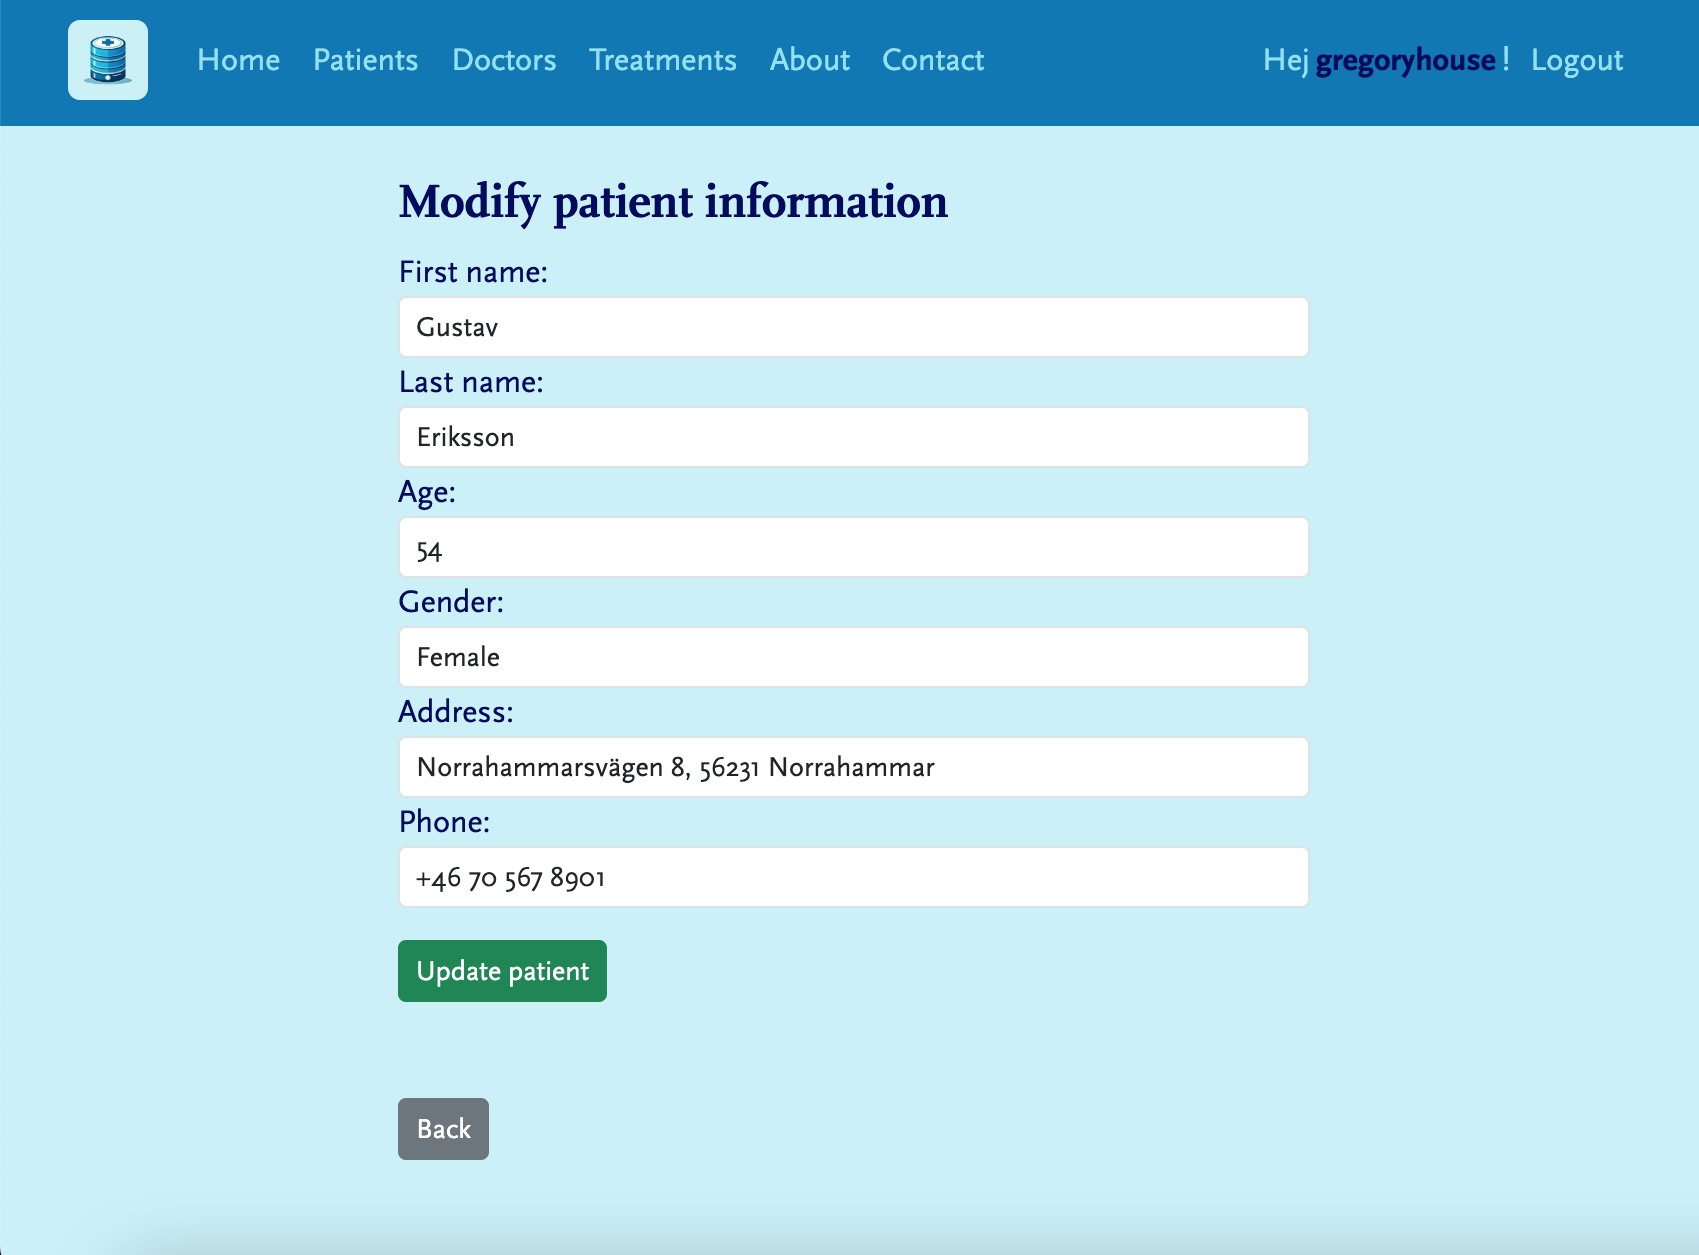 Home Patients Doctors Treatments About Contact Hej gregoryhouse! Logout
Modify patient information
First name:
Gustav
Last name:
Eriksson
Age:
54
Gender:
Female
Address:
Norrahammarsvägen 8, 56231 Norrahammar
Phone:
+46 70 567 8901
Update patient
Back